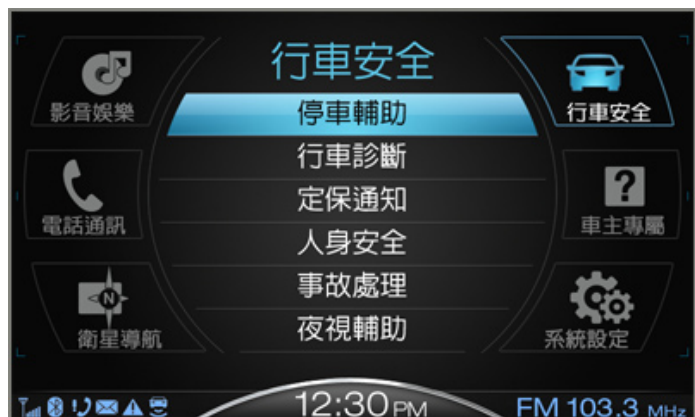 行車安全
影音娛樂
電話通訊
衛星導航
停車輔助
行車診斷
定保通知
人身安全
事故處理
夜視輔助
行車安全
?
車主專屬
系統設定
N
12:30 PM
FM 103.3 MHz